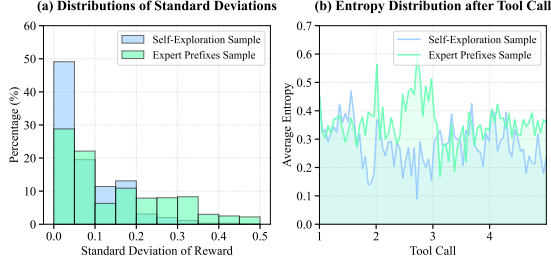 (a) Distributions of Standard Deviations
Self-Exploration Sample
Expert Prefixes Sample
Percentage (%)
60
50
40
30
20
10
0
0.0 0.1 0.2 0.3 0.4 0.5
Standard Deviation of Reward
(b) Entropy Distribution after Tool Call
Self-Exploration Sample
Expert Prefixes Sample
Average Entropy
0.7
0.6
0.5
0.4
0.3
0.2
0.1
0.0
1 2 3 4
Tool Call